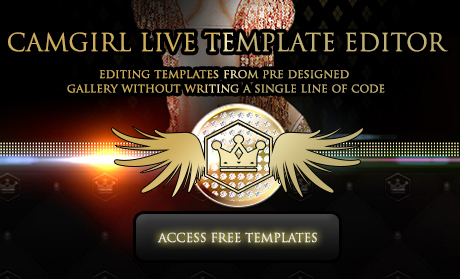 CAMGIRL LIVE TEMPLATE EDITOR
EDITING TEMPLATES FROM PRE DESIGNED
GALLERY WITHOUT WRITING A SINGLE LINE OF CODE
ACCESS FREE TEMPLATES